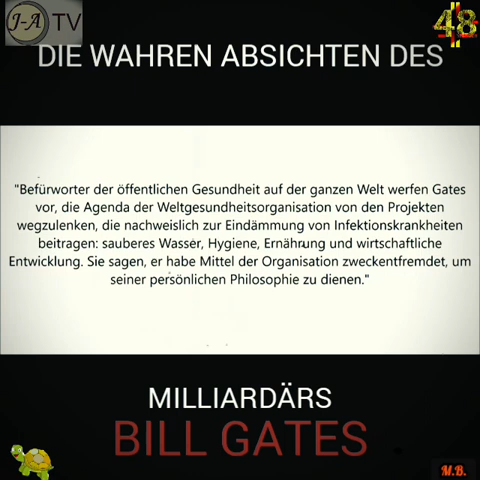 J-A TV
48
DIE WAHREN ABSICHTEN DES
"Befürworter der öffentlichen Gesundheit auf der ganzen Welt werfen Gates
vor, die Agenda der Weltgesundheitsorganisation von den Projekten
wegzulenken, die nachweislich zur Eindämmung von Infektionskrankheiten
beitragen: sauberes Wasser, Hygiene, Ernährung und wirtschaftliche
Entwicklung. Sie sagen, er habe Mittel der Organisation zweckentfremdet, um
seiner persönlichen Philosophie zu dienen."
MILLIARDÄRS
BILL GATES
M.B.